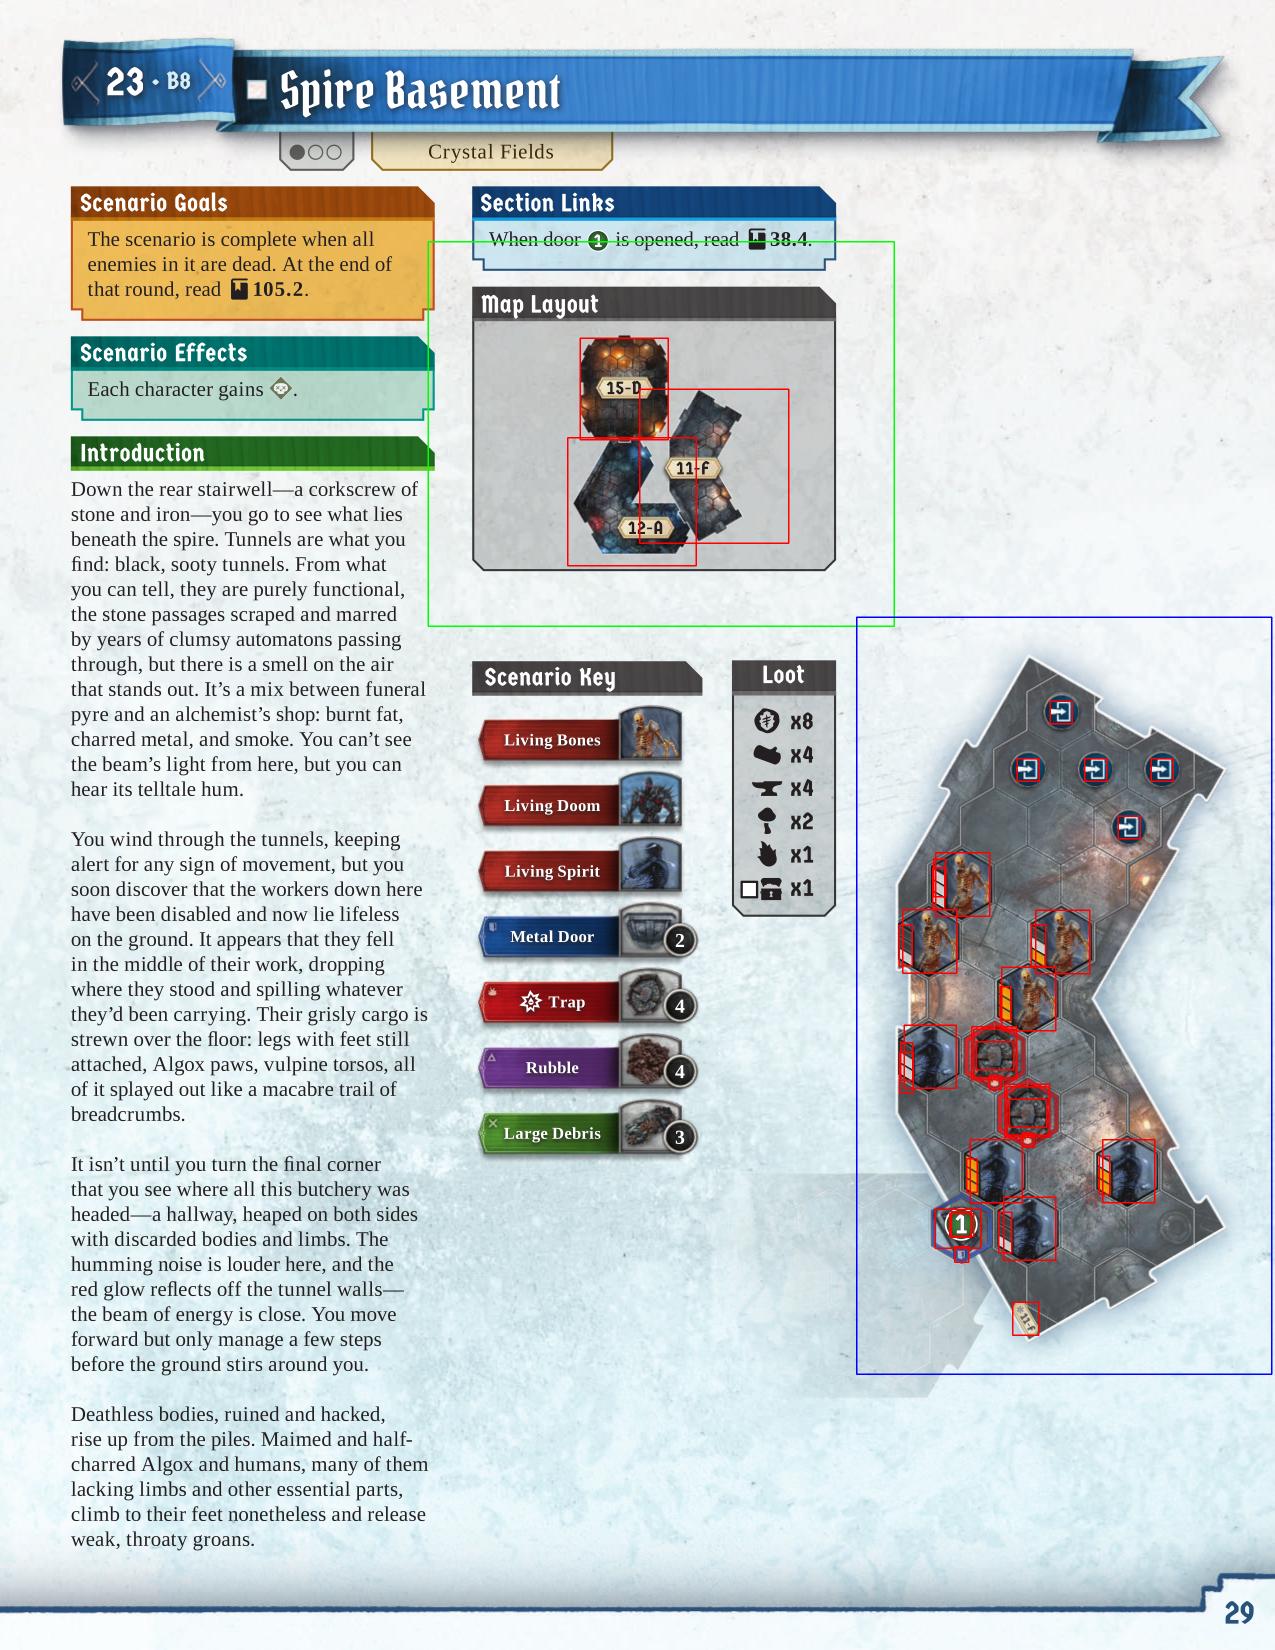 23 • B8
Spire Basement
Crystal Fields
Scenario Goals
The scenario is complete when all
enemies in it are dead. At the end of
that round, read 105.2.
Scenario Effects
Each character gains .
Introduction
Down the rear stairwell—a corkscrew of
stone and iron—you go to see what lies
beneath the spire. Tunnels are what you
find: black, sooty tunnels. From what
you can tell, they are purely functional,
the stone passages scraped and marred
by years of clumsy automatons passing
through, but there is a smell on the air
that stands out. It's a mix between funeral
pyre and an alchemist's shop: burnt fat,
charred metal, and smoke. You can't see
the beam's light from here, but you can
hear its telltale hum.
You wind through the tunnels, keeping
alert for any sign of movement, but you
soon discover that the workers down here
have been disabled and now lie lifeless
on the ground. It appears that they fell
in the middle of their work, dropping
where they stood and spilling whatever
they'd been carrying. Their grisly cargo is
strewn over the floor: legs with feet still
attached, Algox paws, vulpine torsos, all
of it splayed out like a macabre trail of
breadcrumbs.
It isn't until you turn the final corner
that you see where all this butchery was
headed—a hallway, heaped on both sides
with discarded bodies and limbs. The
humming noise is louder here, and the
red glow reflects off the tunnel walls—
the beam of energy is close. You move
forward but only manage a few steps
before the ground stirs around you.
Deathless bodies, ruined and hacked,
rise up from the piles. Maimed and half-
charred Algox and humans, many of them
lacking limbs and other essential parts,
climb to their feet nonetheless and release
weak, throaty groans.
Section Links
When door 1 is opened, read 38.4.
Map Layout
15-D
11-F
12-A
Scenario Key
Living Bones
Living Doom
Living Spirit
Metal Door 2
Trap 4
Rubble 4
Large Debris 3
Loot
x8
x4
x4
x2
x1
x1
1
11-F
29